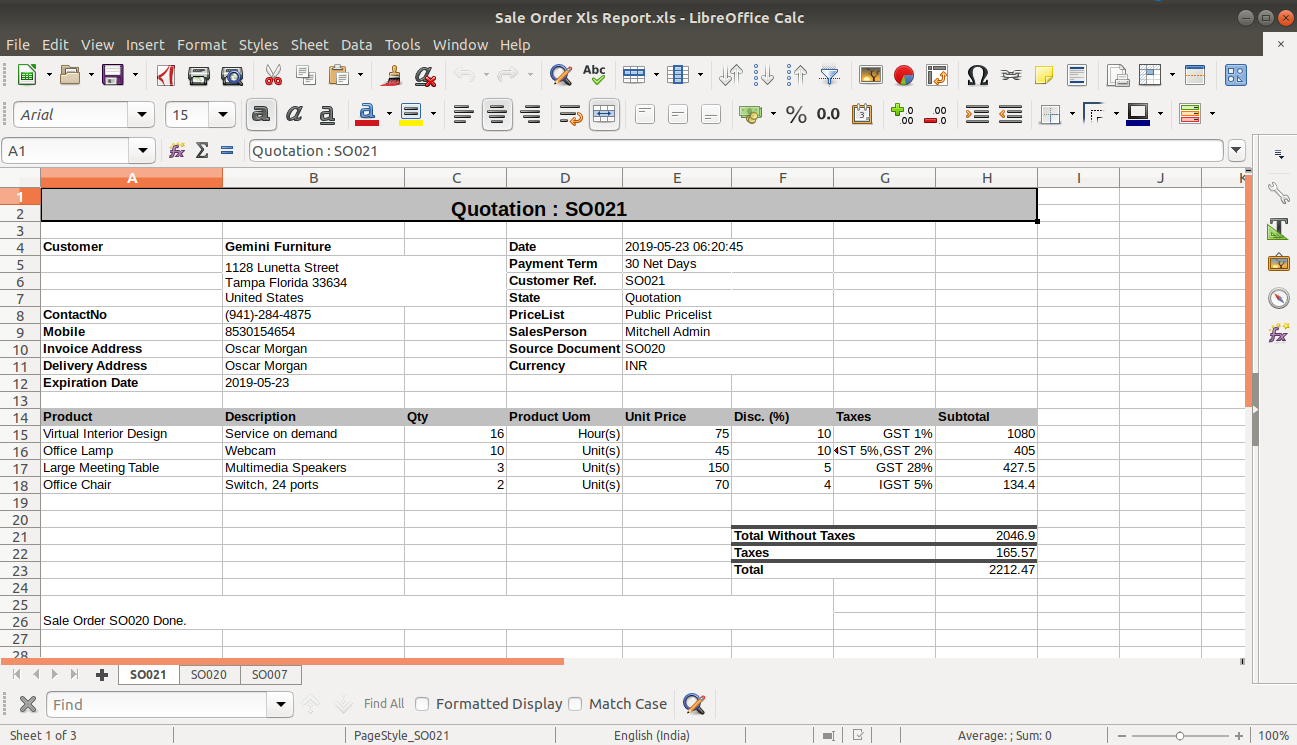 Sale Order Xls Report.xls - LibreOffice Calc
File Edit View Insert Format Styles Sheet Data Tools Window Help
Abc
Arial 15 a a a a % 0.0
A1 fx Σ = Quotation : SO021
A B C D E F G H I J K
1
2 Quotation : SO021
3
4 Customer Gemini Furniture Date 2019-05-23 06:20:45
5 1128 Lunetta Street Payment Term 30 Net Days
6 Tampa Florida 33634 Customer Ref. SO021
7 United States State Quotation
8 ContactNo (941)-284-4875 PriceList Public Pricelist
9 Mobile 8530154654 SalesPerson Mitchell Admin
10 Invoice Address Oscar Morgan Source Document SO020
11 Delivery Address Oscar Morgan Currency INR
12 Expiration Date 2019-05-23
13
14 Product Description Qty Product Uom Unit Price Disc. (%) Taxes Subtotal
15 Virtual Interior Design Service on demand 16 Hour(s) 75 10 GST 1% 1080
16 Office Lamp Webcam 10 Unit(s) 45 10 ST 5%,GST 2% 405
17 Large Meeting Table Multimedia Speakers 3 Unit(s) 150 5 GST 28% 427.5
18 Office Chair Switch, 24 ports 2 Unit(s) 70 4 IGST 5% 134.4
19
20
21 Total Without Taxes 2046.9
22 Taxes 165.57
23 Total 2212.47
24
25
26 Sale Order SO020 Done.
27
28
SO021 SO020 SO007
Find Find All Formatted Display Match Case
Sheet 1 of 3 PageStyle_SO021 English (India) Average: ; Sum: 0 100%